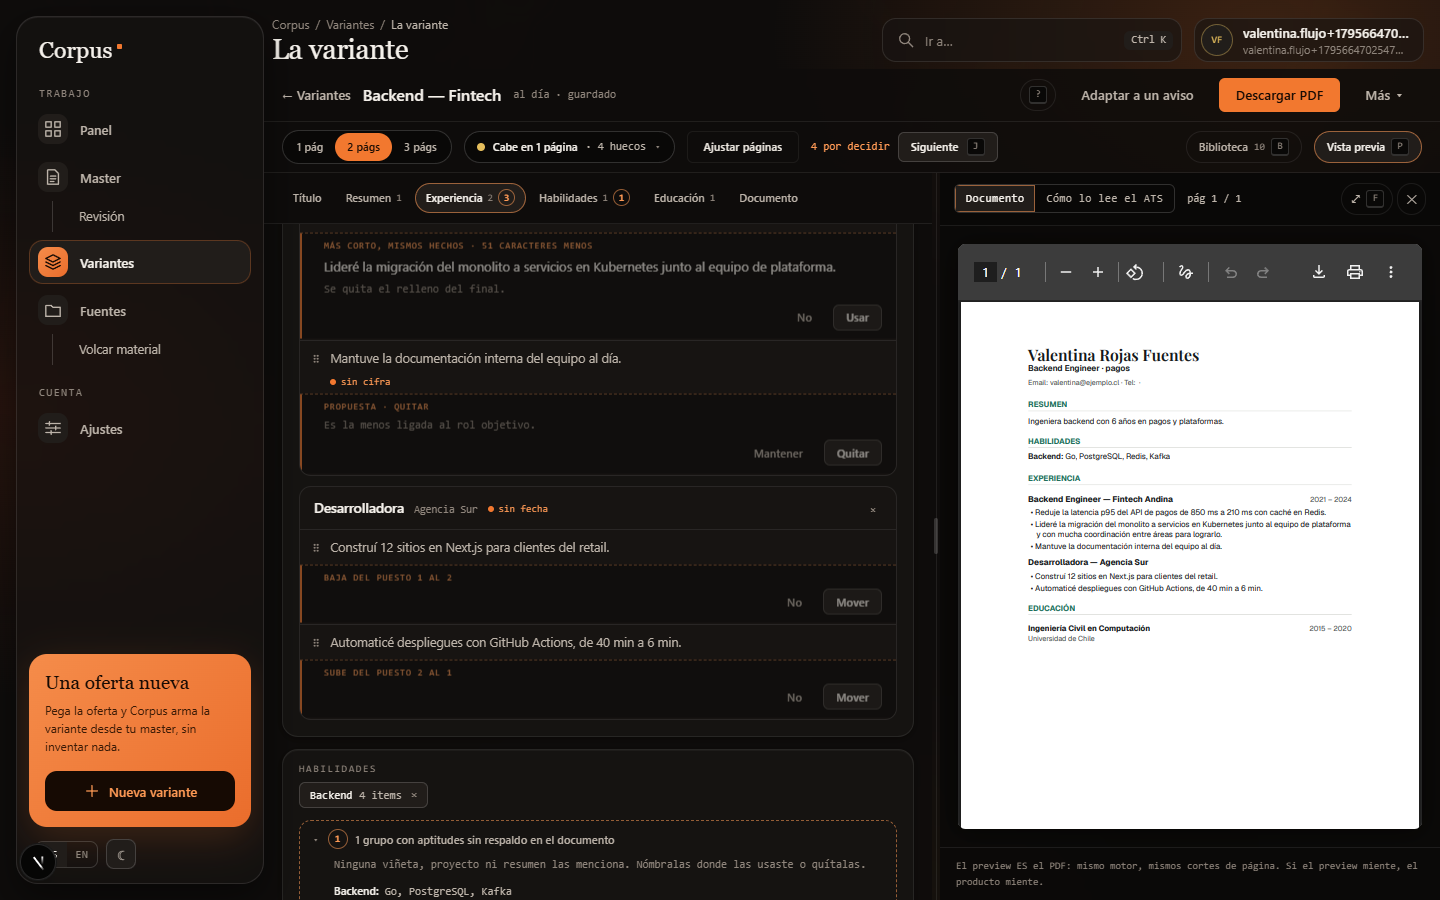 Corpus
TRABAJO
Panel
Master
Revisión
Variantes
Fuentes
Volcar material
CUENTA
Ajustes
Una oferta nueva
Pega la oferta y Corpus arma la
variante desde tu master, sin
inventar nada.
+ Nueva variante
EN
Corpus / Variantes / La variante
La variante
Ir a...
Ctrl K
VF
valentina.flujo+179566470...
valentina.flujo+1795664702547...
← Variantes
Backend — Fintech
al día · guardado
?
Adaptar a un aviso
Descargar PDF
Más
1 pág
2 págs
3 págs
Cabe en 1 página · 4 huecos
Ajustar páginas
4 por decidir
Siguiente J
Biblioteca 10 B
Vista previa P
Título
Resumen 1
Experiencia 2 3
Habilidades 1 1
Educación 1
Documento
MÁS CORTO, MISMOS HECHOS · 51 CARACTERES MENOS
Lideré la migración del monolito a servicios en Kubernetes junto al equipo de plataforma.
Se quita el relleno del final.
No
Usar
Mantuve la documentación interna del equipo al día.
sin cifra
PROPUESTA · QUITAR
Es la menos ligada al rol objetivo.
Mantener
Quitar
Desarrolladora Agencia Sur sin fecha ×
Construí 12 sitios en Next.js para clientes del retail.
BAJA DEL PUESTO 1 AL 2
No
Mover
Automaticé despliegues con GitHub Actions, de 40 min a 6 min.
SUBE DEL PUESTO 2 AL 1
No
Mover
HABILIDADES
Backend 4 items ×
1 1 grupo con aptitudes sin respaldo en el documento
Ninguna viñeta, proyecto ni resumen las menciona. Nómbralas donde las usaste o quítalas.
Backend: Go, PostgreSQL, Kafka
Documento
Cómo lo lee el ATS
pág 1 / 1
F
1 / 1
Valentina Rojas Fuentes
Backend Engineer · pagos
Email: valentina@ejemplo.cl · Tel: ·
RESUMEN
Ingeniera backend con 6 años en pagos y plataformas.
HABILIDADES
Backend: Go, PostgreSQL, Redis, Kafka
EXPERIENCIA
Backend Engineer — Fintech Andina 2021 – 2024
• Reduje la latencia p95 del API de pagos de 850 ms a 210 ms con caché en Redis.
• Lideré la migración del monolito a servicios en Kubernetes junto al equipo de plataforma
y con mucha coordinación entre áreas para lograrlo.
• Mantuve la documentación interna del equipo al día.
Desarrolladora — Agencia Sur
• Construí 12 sitios en Next.js para clientes del retail.
• Automaticé despliegues con GitHub Actions, de 40 min a 6 min.
EDUCACIÓN
Ingeniería Civil en Computación 2015 – 2020
Universidad de Chile
El preview ES el PDF: mismo motor, mismos cortes de página. Si el preview miente, el
producto miente.